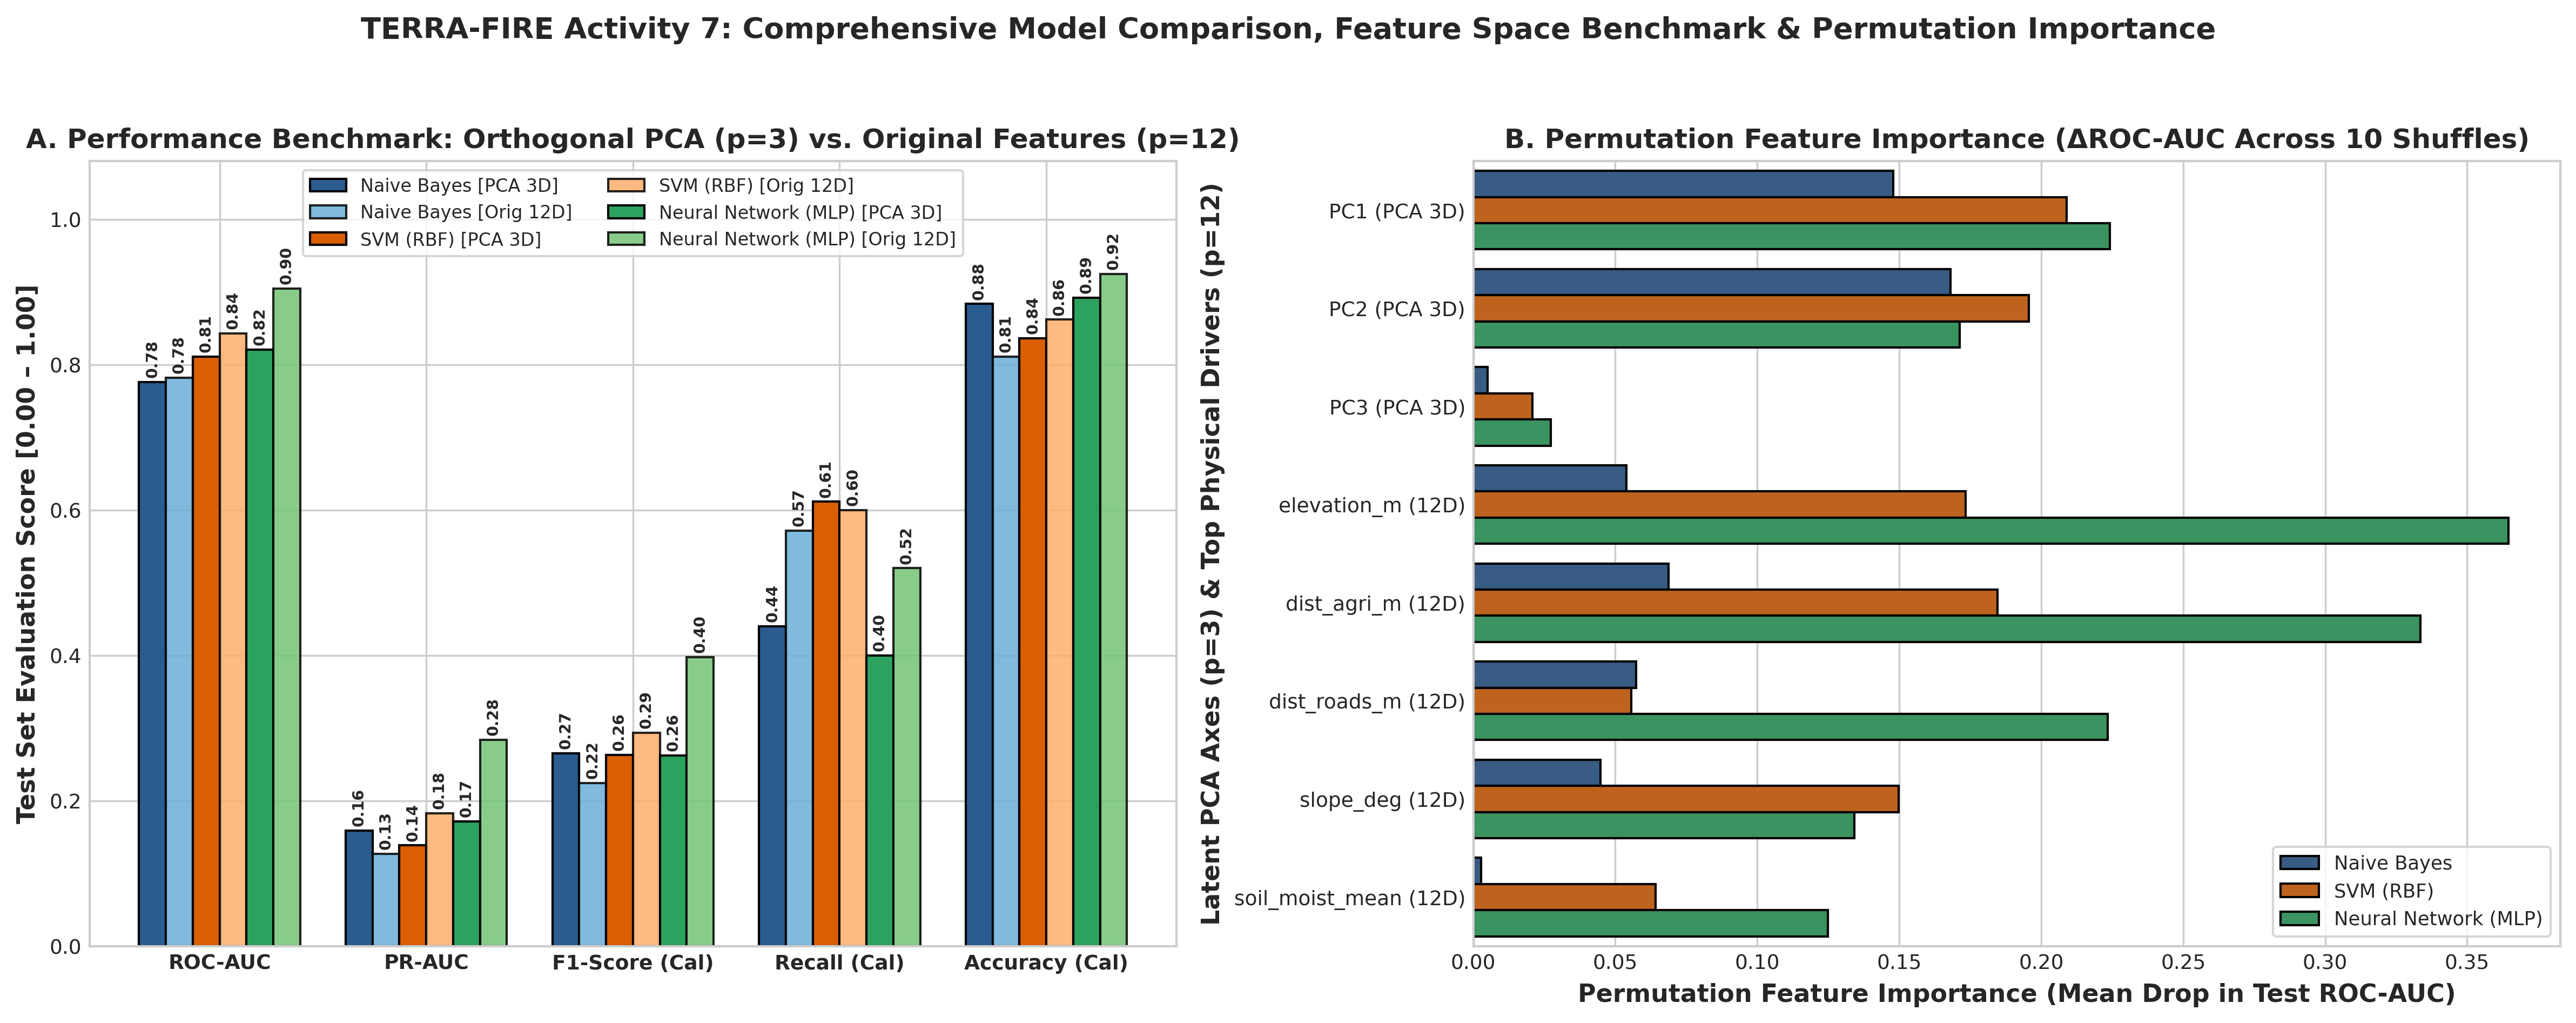 TERRA-FIRE Activity 7: Comprehensive Model Comparison, Feature Space Benchmark & Permutation Importance
A. Performance Benchmark: Orthogonal PCA (p=3) vs. Original Features (p=12)
Naive Bayes [PCA 3D]
Naive Bayes [Orig 12D]
SVM (RBF) [PCA 3D]
SVM (RBF) [Orig 12D]
Neural Network (MLP) [PCA 3D]
Neural Network (MLP) [Orig 12D]
Test Set Evaluation Score [0.00 – 1.00]
1.0
0.8
0.6
0.4
0.2
0.0
0.78
0.78
0.81
0.84
0.82
0.90
0.16
0.13
0.14
0.18
0.17
0.28
0.27
0.22
0.26
0.29
0.26
0.40
0.44
0.57
0.61
0.60
0.40
0.52
0.88
0.81
0.84
0.86
0.89
0.92
ROC-AUC
PR-AUC
F1-Score (Cal)
Recall (Cal)
Accuracy (Cal)
B. Permutation Feature Importance (ΔROC-AUC Across 10 Shuffles)
Latent PCA Axes (p=3) & Top Physical Drivers (p=12)
PC1 (PCA 3D)
PC2 (PCA 3D)
PC3 (PCA 3D)
elevation_m (12D)
dist_agri_m (12D)
dist_roads_m (12D)
slope_deg (12D)
soil_moist_mean (12D)
Naive Bayes
SVM (RBF)
Neural Network (MLP)
0.00
0.05
0.10
0.15
0.20
0.25
0.30
0.35
Permutation Feature Importance (Mean Drop in Test ROC-AUC)